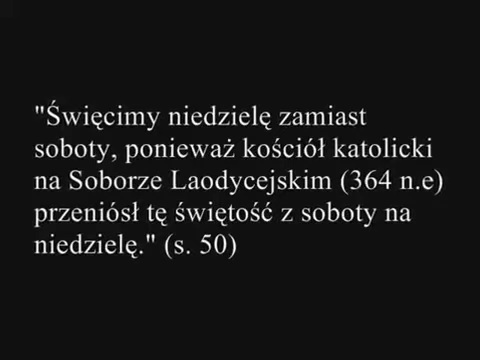 "Święcimy niedzielę zamiast
soboty, ponieważ kościół katolicki
na Soborze Laodycejskim (364 n.e)
przeniósł tę świętość z soboty na
niedzielę." (s. 50)